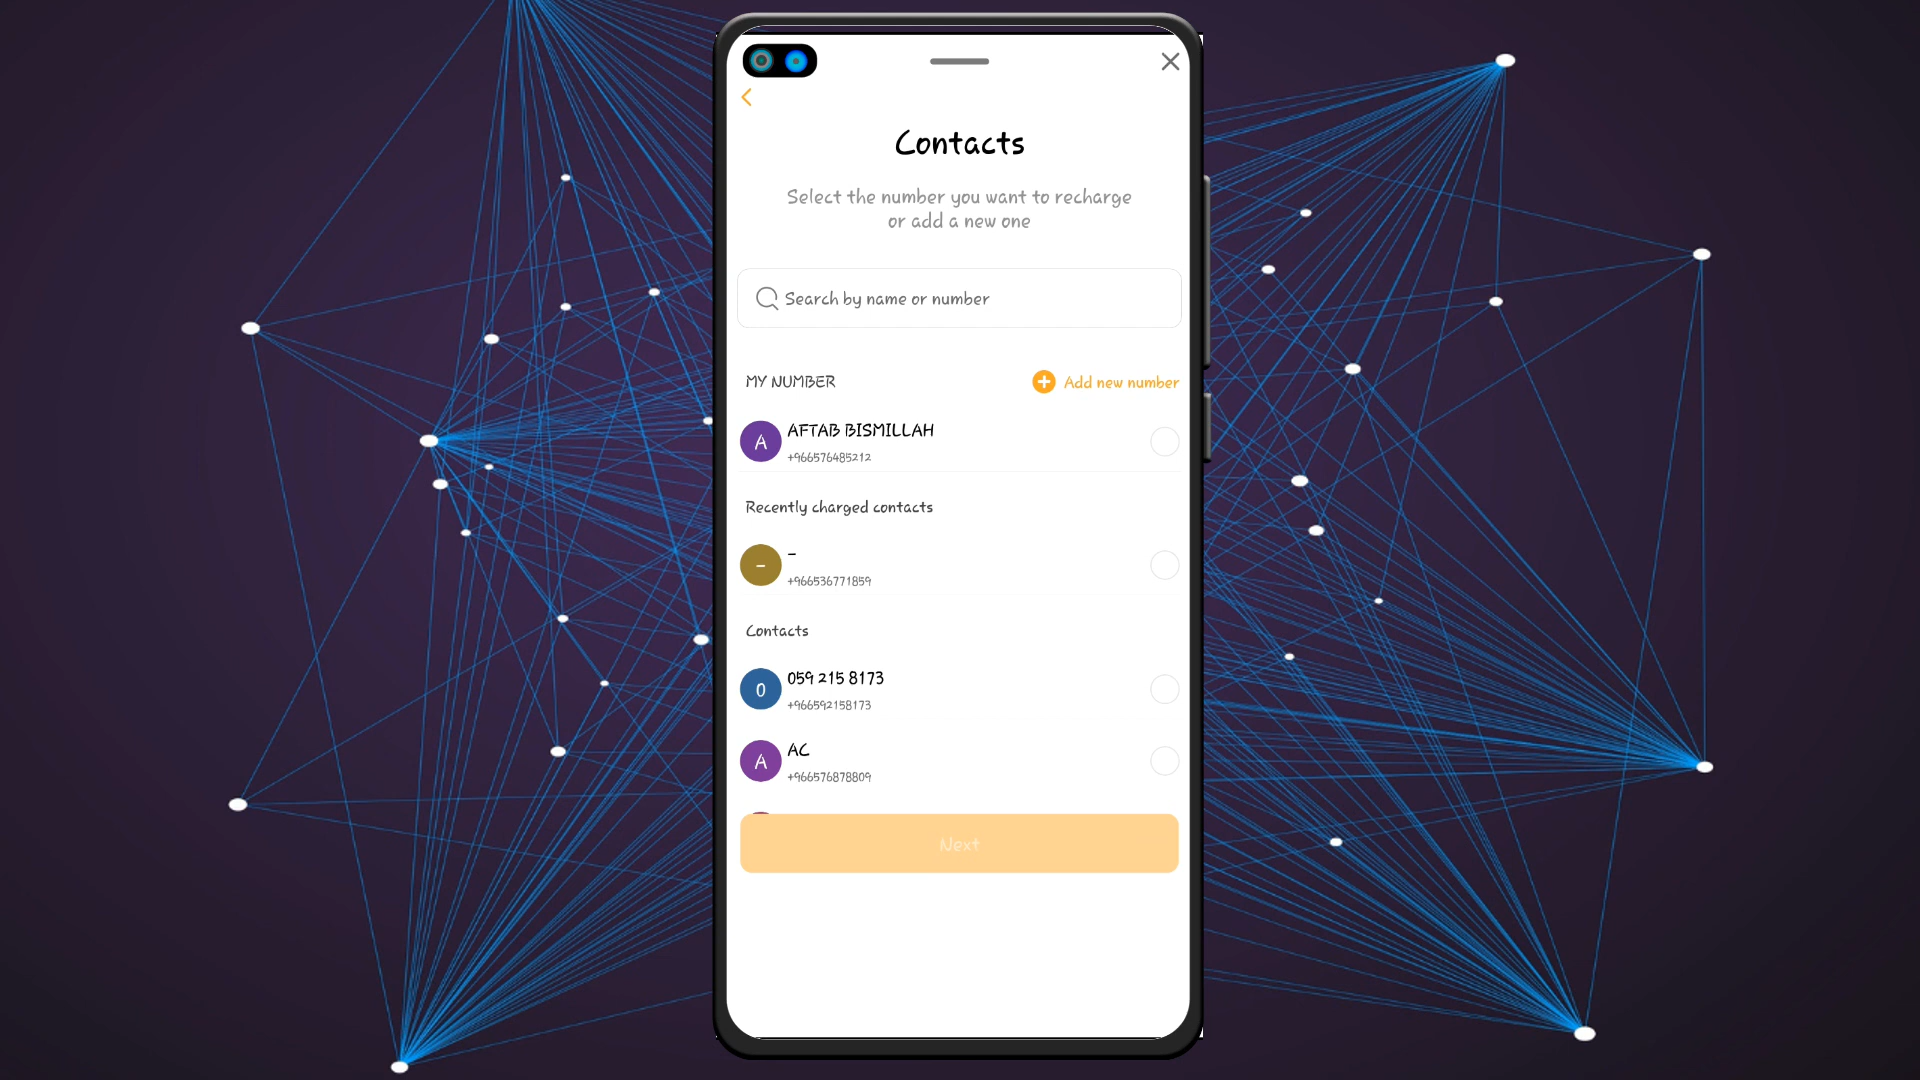 Contacts
Select the number you want to recharge
or add a new one
Search by name or number
MY NUMBER
Add new number
A
AFTAB BISMILLAH
+966576485212
Recently charged contacts
-
-
+966536771859
Contacts
0
059 215 8173
+966592158173
A
AC
+966576878809
Next